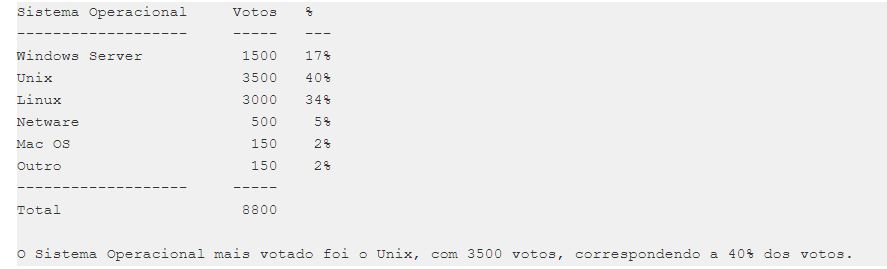 Sistema Operacional     Votos   %
-------------------     -----   ---
Windows Server           1500   17%
Unix                     3500   40%
Linux                    3000   34%
Netware                   500    5%
Mac OS                    150    2%
Outro                     150    2%
-------------------     -----
Total                    8800
O Sistema Operacional mais votado foi o Unix, com 3500 votos, correspondendo a 40% dos votos.